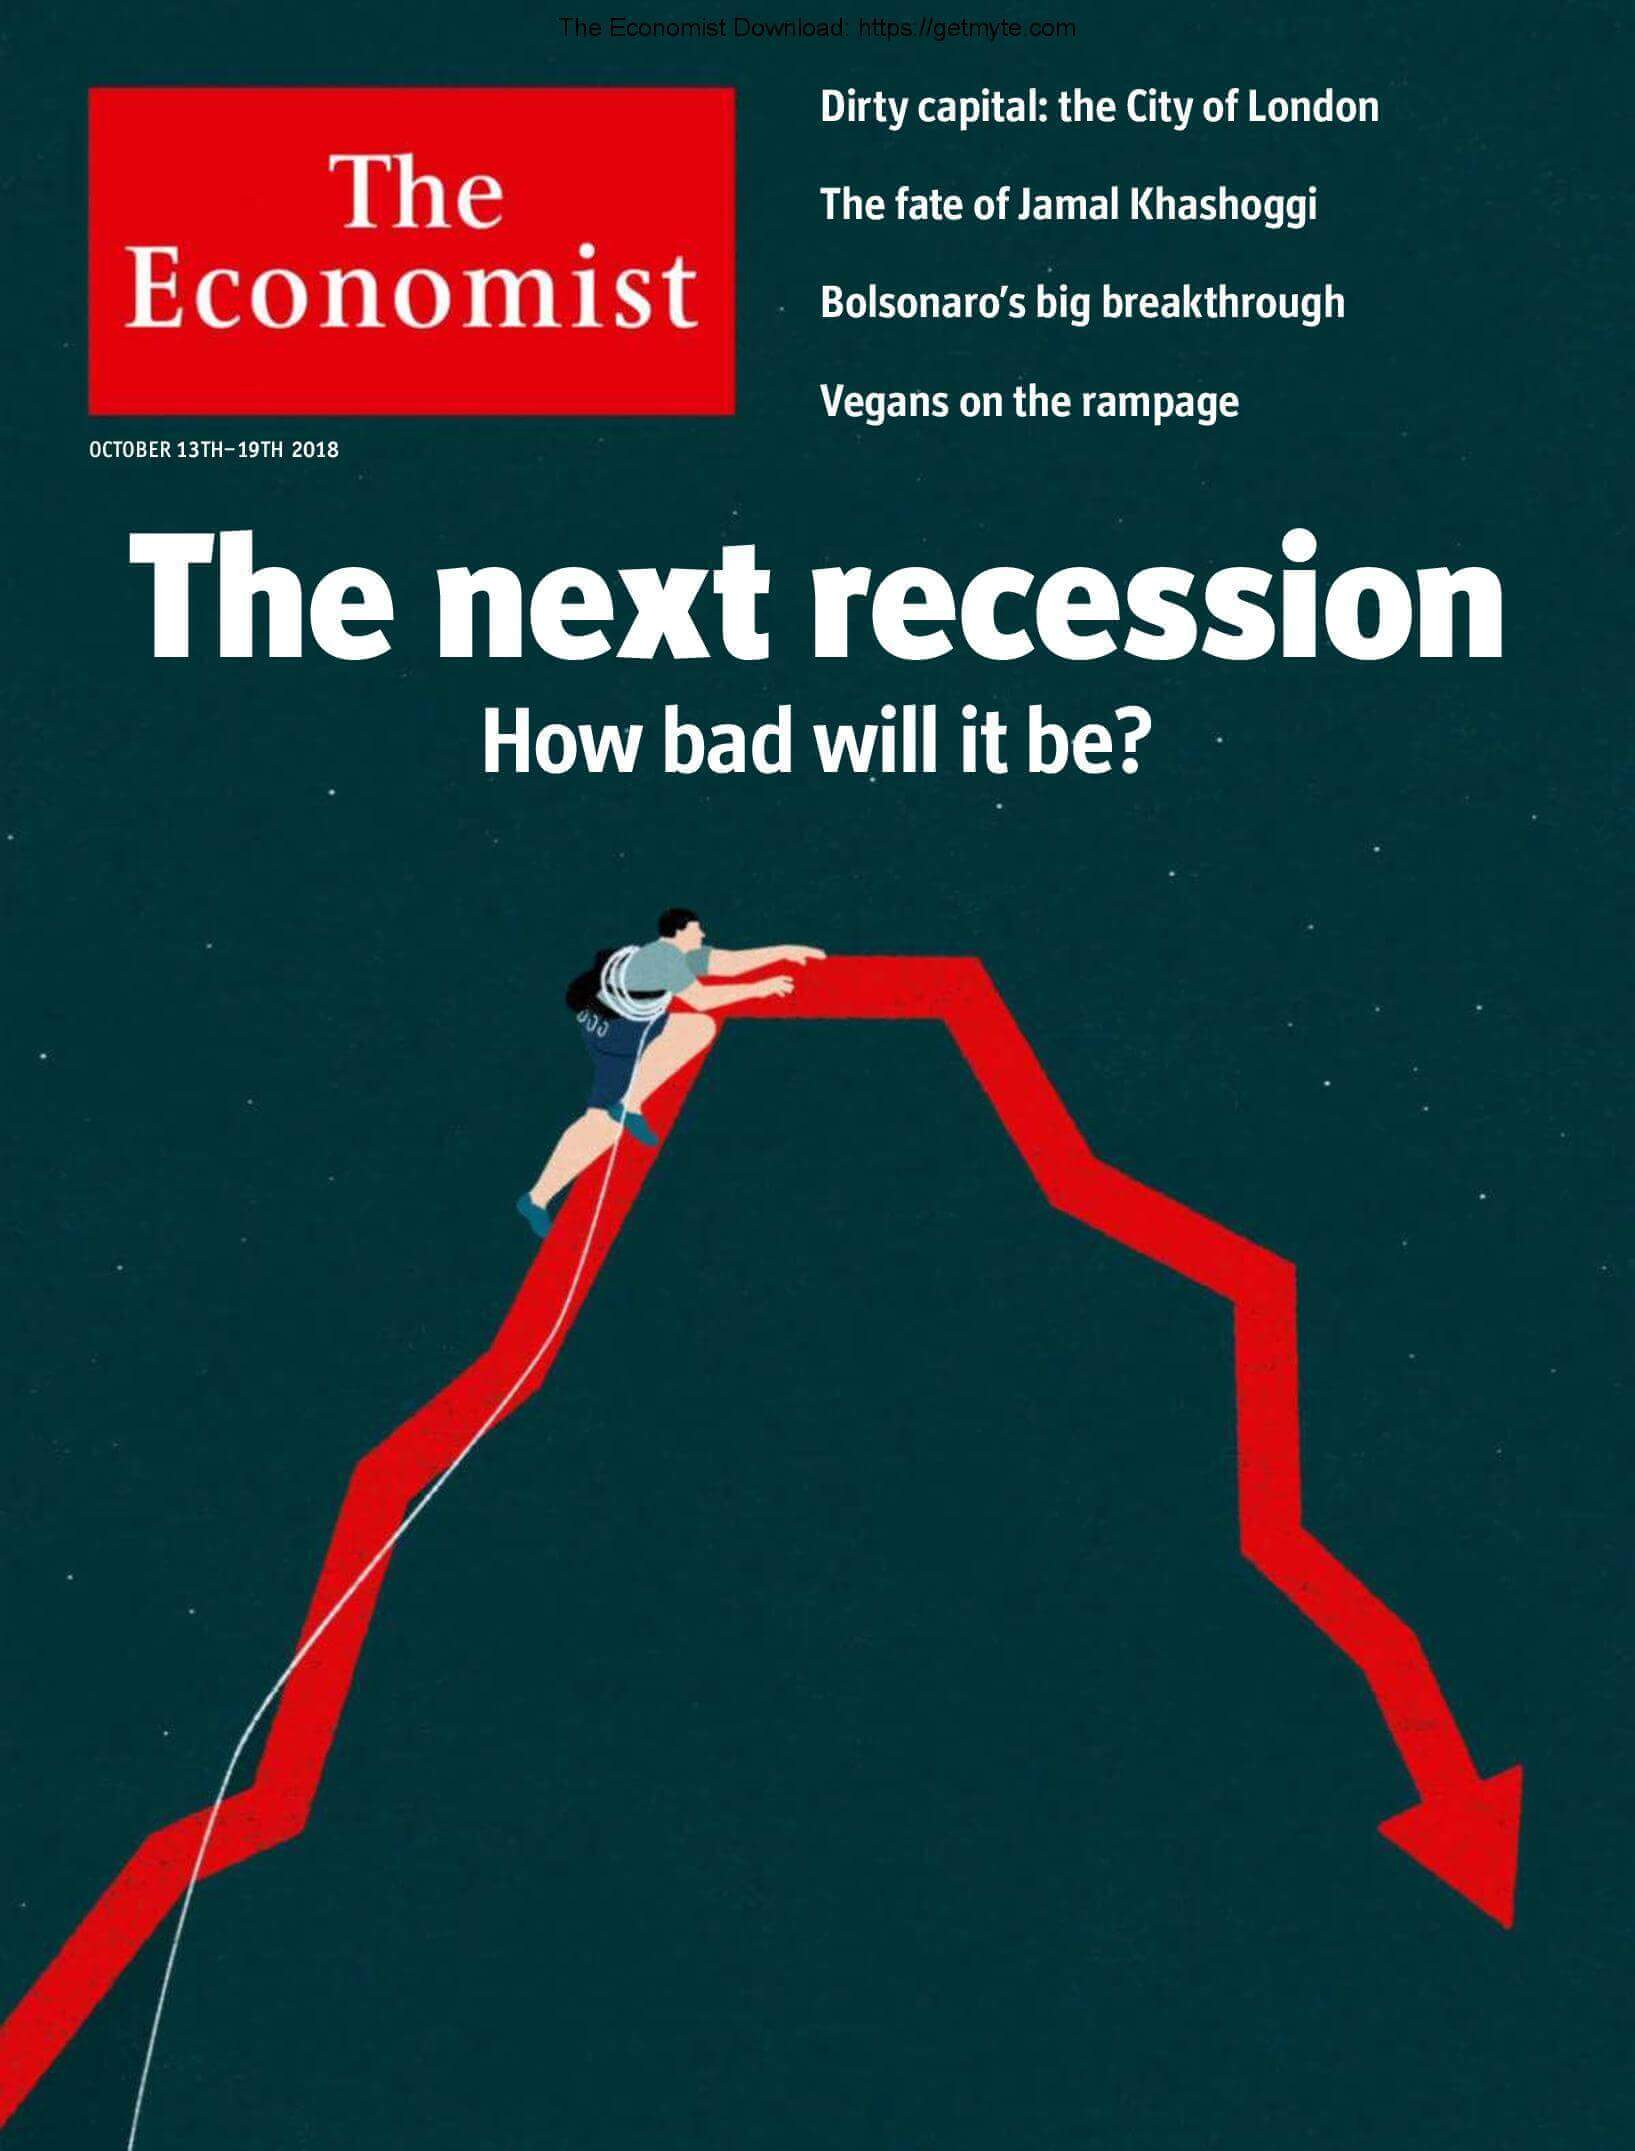 The Economist Download: https://getmyte.com
The
Economist
OCTOBER 13TH–19TH 2018
Dirty capital: the City of London
The fate of Jamal Khashoggi
Bolsonaro’s big breakthrough
Vegans on the rampage
The next recession
How bad will it be?